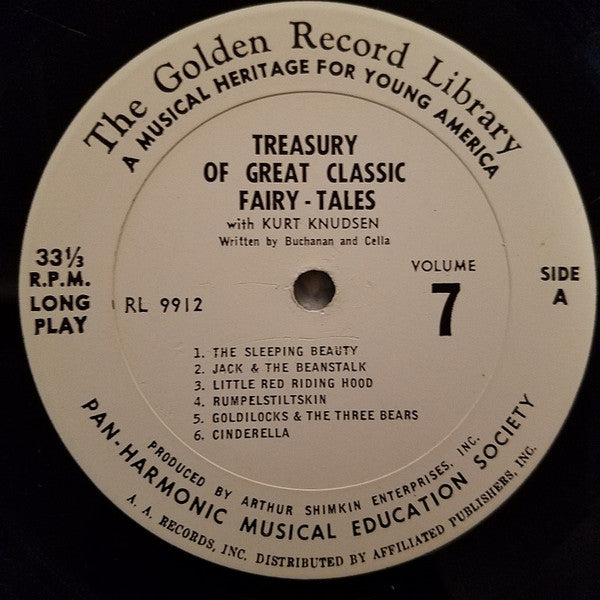 The Golden Record Library
A MUSICAL HERITAGE FOR YOUNG AMERICA
TREASURY
OF GREAT CLASSIC
FAIRY - TALES
with KURT KNUDSEN
Written by Buchanan and Cella
33⅓
R.P.M.
LONG
PLAY
RL 9912
VOLUME
7
SIDE
A
1. THE SLEEPING BEAUTY
2. JACK & THE BEANSTALK
3. LITTLE RED RIDING HOOD
4. RUMPELSTILTSKIN
5. GOLDILOCKS & THE THREE BEARS
6. CINDERELLA
PRODUCED BY ARTHUR SHIMKIN ENTERPRISES, INC.
PAN-HARMONIC MUSICAL EDUCATION SOCIETY
A. A. RECORDS, INC. DISTRIBUTED BY AFFILIATED PUBLISHERS, INC.